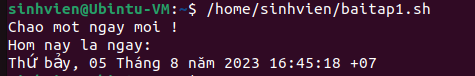 sinhvien@Ubintu-VM:~$ /home/sinhvien/baitap1.sh
Chao mot ngay moi !
Hom nay la ngay:
Thứ bảy, 05 Tháng 8 năm 2023 16:45:18 +07